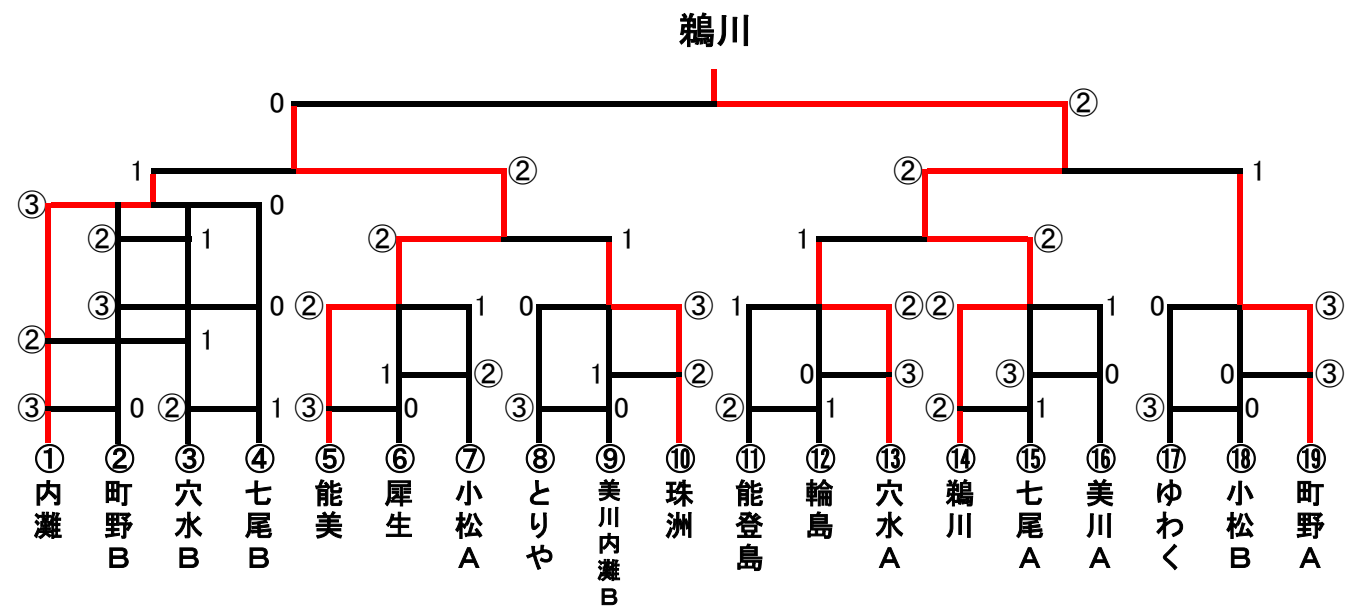 鵜川
0 ②
1 ② ② 1
③ 0
② 1 ② 1 1 ②
③ 0 ② 1 0 ③ 1 ② ② 1 0 ③
② 1
1 ② 1 ② 0 ③ ③ 0 0 ③
③ 0 ② 1 ③ 0 ③ 0 ② 1 ② 1 ③ 0
① ② ③ ④ ⑤ ⑥ ⑦ ⑧ ⑨ ⑩ ⑪ ⑫ ⑬ ⑭ ⑮ ⑯ ⑰ ⑱ ⑲
内灘
町野B
穴水B
七尾B
能美
犀生
小松A
とりや
美川内灘B
珠洲
能登島
輪島
穴水A
鵜川
七尾A
美川A
ゆわく
小松B
町野A